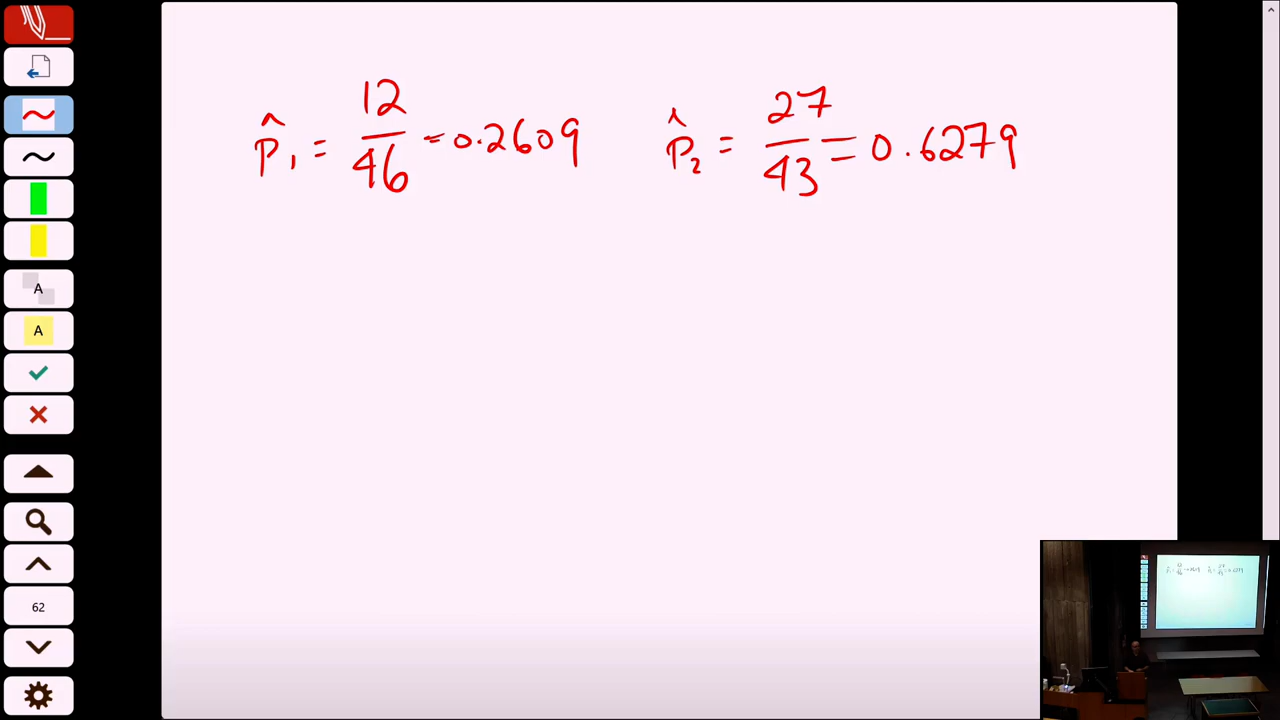 p̂₁ = 12/46 = 0.2609 p̂₂ = 27/43 = 0.6279
A
A
62